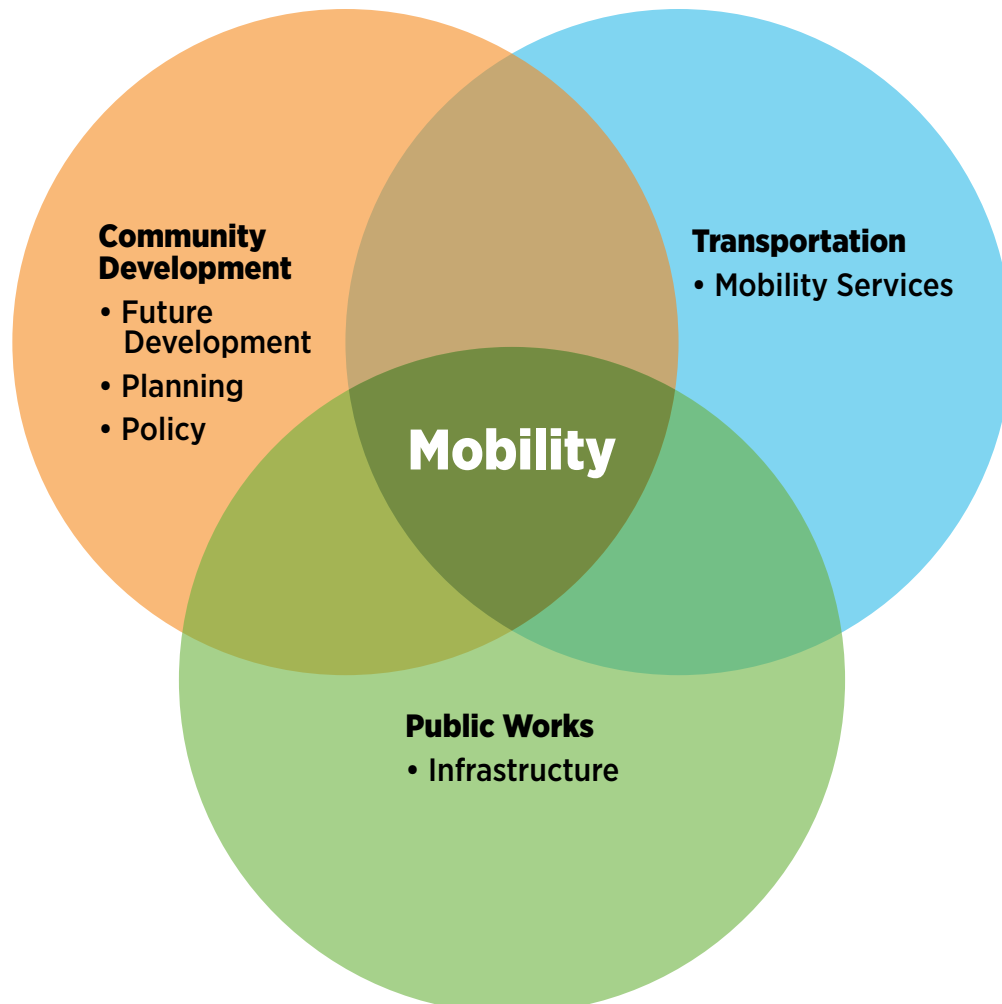 Community
Development
• Future
Development
• Planning
• Policy
Transportation
• Mobility Services
Mobility
Public Works
• Infrastructure